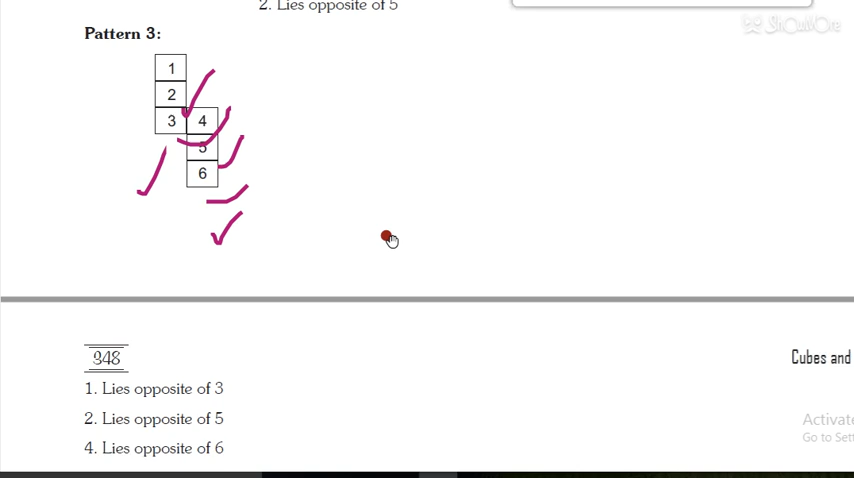 2. Lies opposite of 5
ShowMore
Pattern 3:
1
2
3 4
5
6
348
Cubes and
1. Lies opposite of 3
2. Lies opposite of 5
4. Lies opposite of 6
Activate
Go to Sett